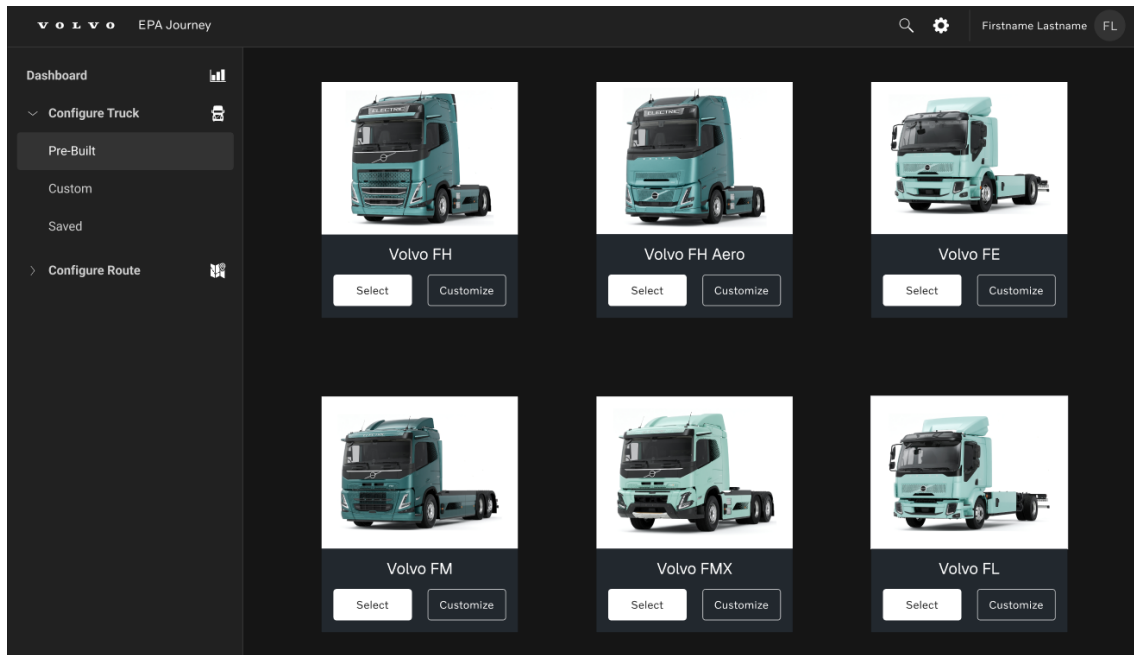 VOLVO EPA Journey Firstname Lastname FL
Dashboard
Configure Truck
Pre-Built
Custom
Saved
Configure Route
ELECTRIC
Volvo FH
Select Customize
ELECTRIC
Volvo FH Aero
Select Customize
Volvo FE
Select Customize
Volvo FM
Select Customize
Volvo FMX
Select Customize
Volvo FL
Select Customize